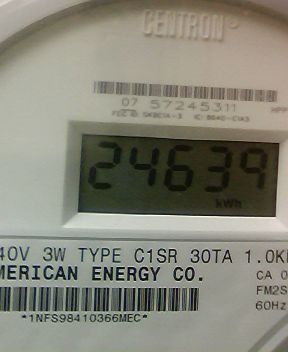 CENTRON
07 57245311
24639
kWh
40V 3W TYPE C1SR 30TA 1.0K
MERICAN ENERGY CO.
CA 0
FM2S
60Hz
*1NFS98410366MEC*